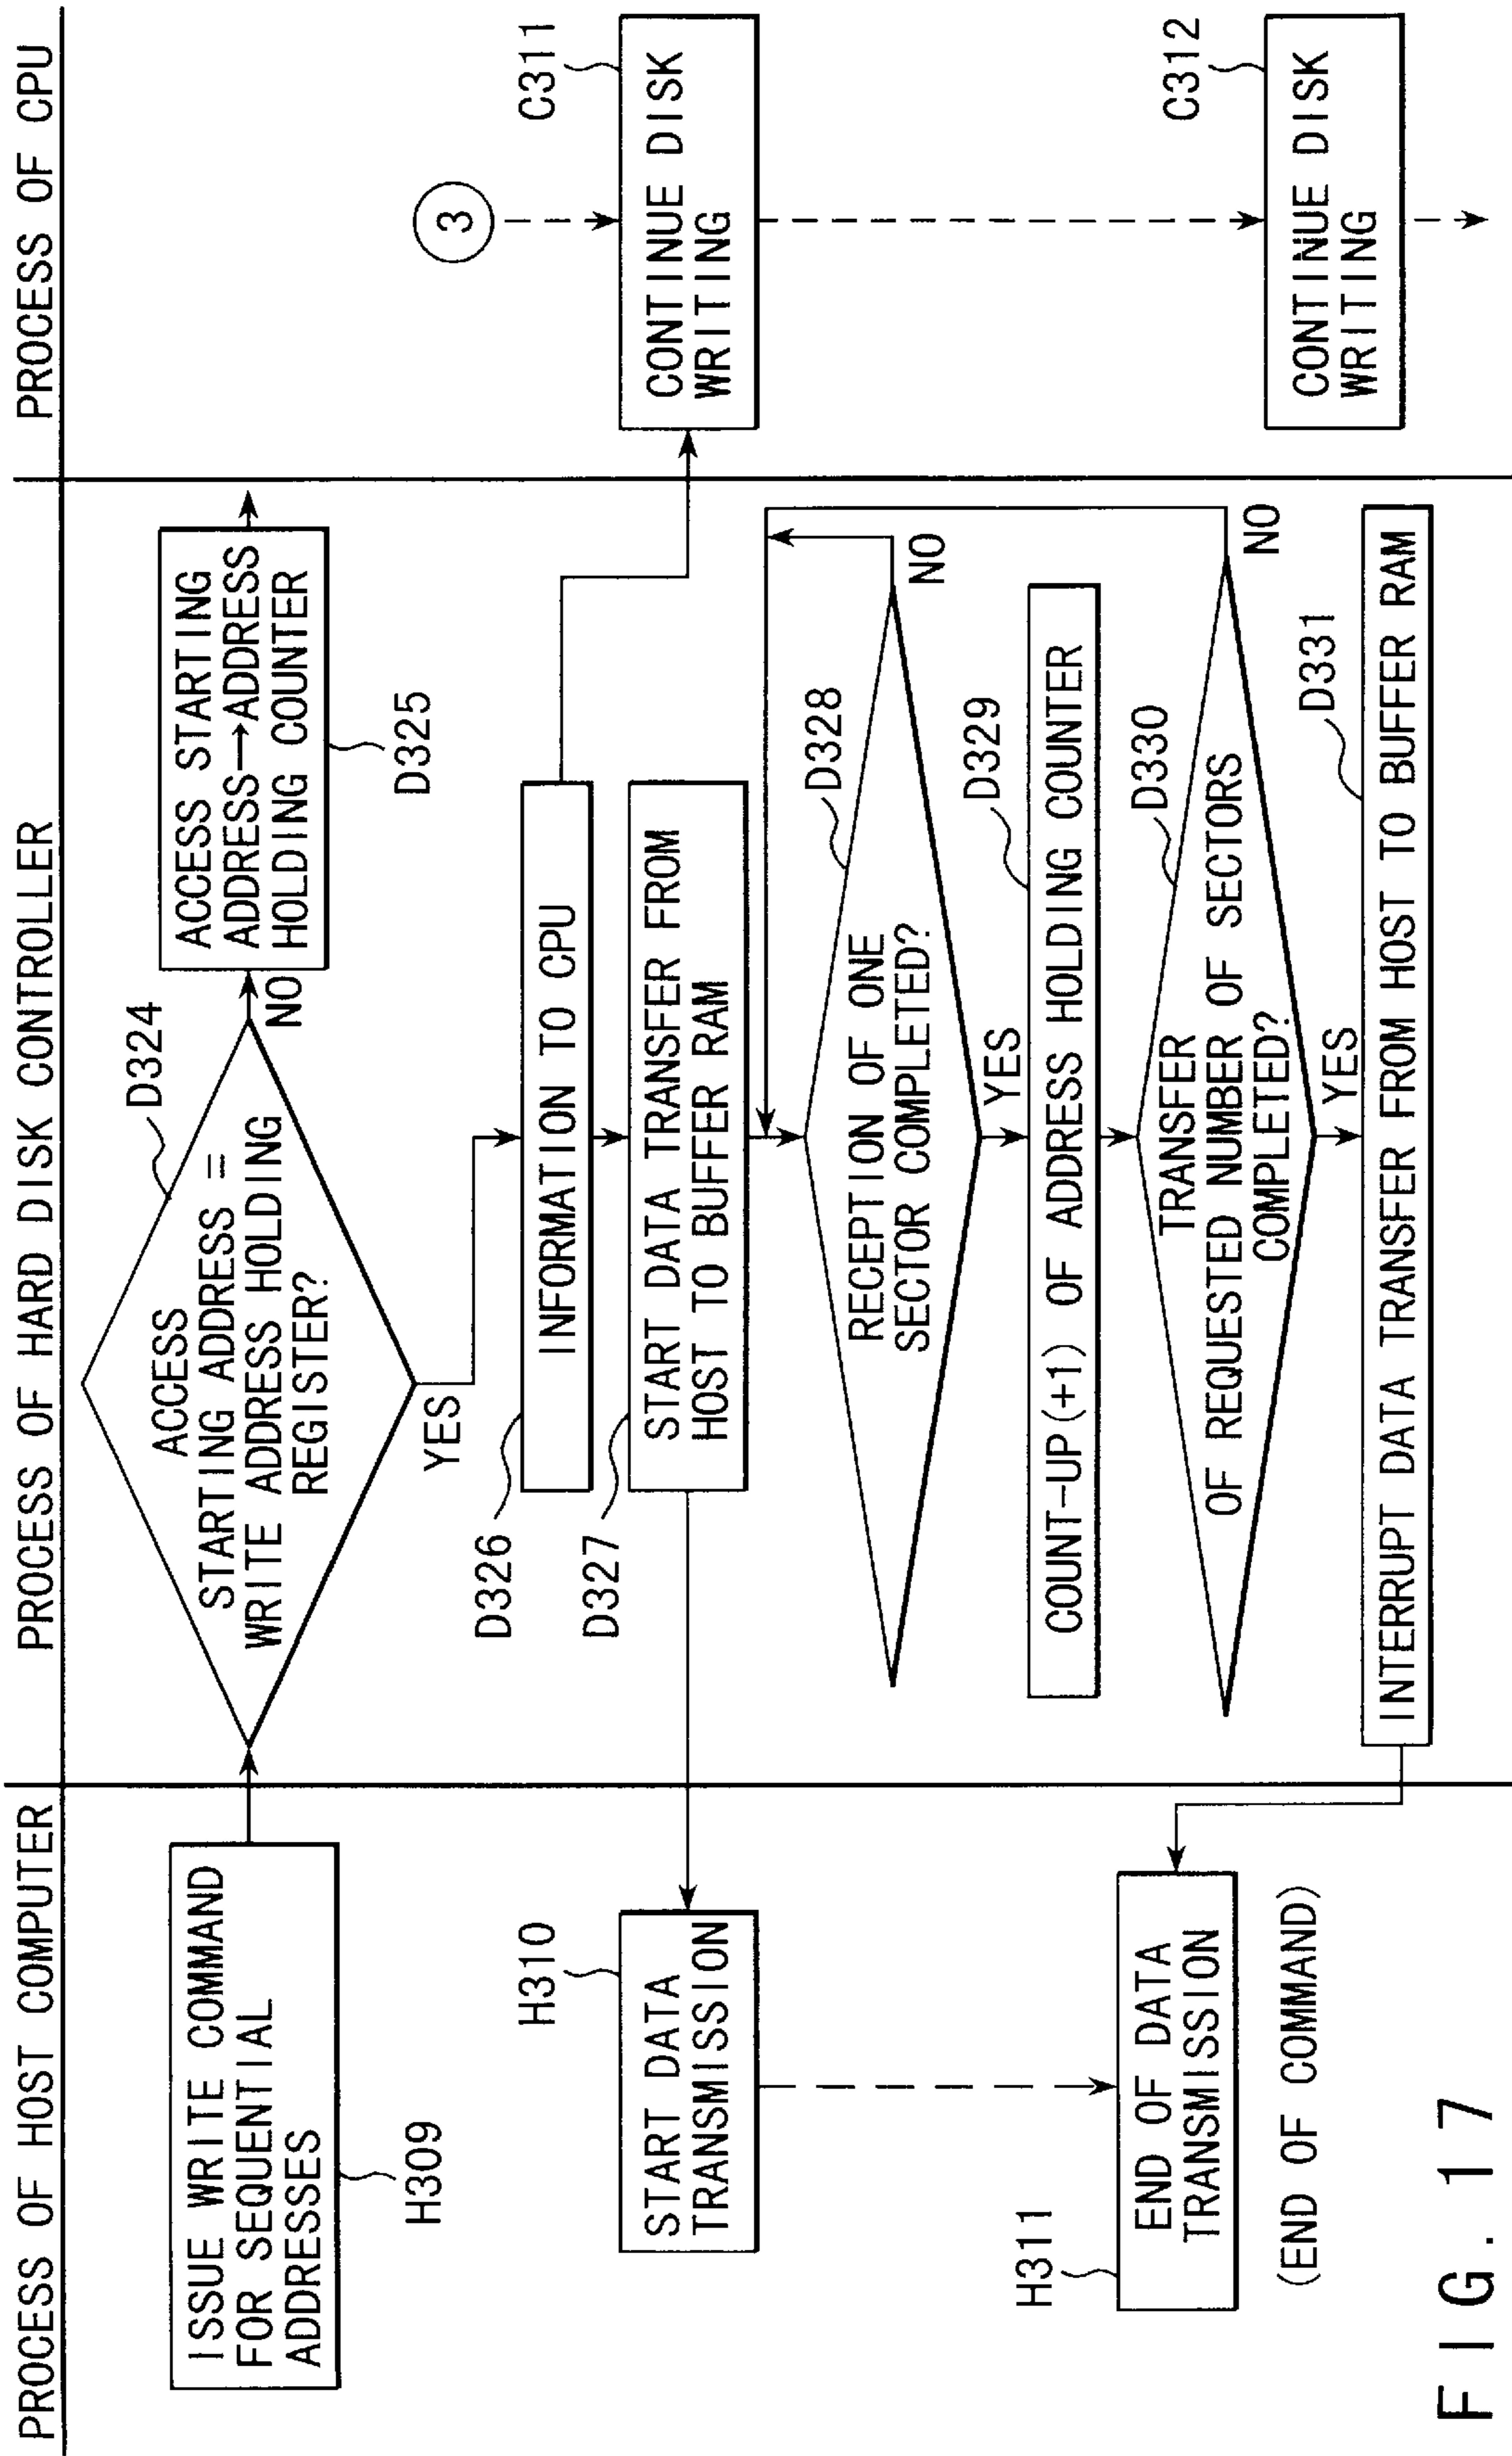 PROCESS OF HOST COMPUTER
PROCESS OF HARD DISK CONTROLLER
PROCESS OF CPU
ISSUE WRITE COMMAND
FOR SEQUENTIAL
ADDRESSES
H309
D324
ACCESS
STARTING ADDRESS =
WRITE ADDRESS HOLDING
REGISTER?
NO
YES
ACCESS STARTING
ADDRESS→ADDRESS
HOLDING COUNTER
D325
3
D326
INFORMATION TO CPU
D327
START DATA TRANSFER FROM
HOST TO BUFFER RAM
H310
START DATA
TRANSMISSION
C311
CONTINUE DISK
WRITING
D328
RECEPTION OF ONE
SECTOR COMPLETED?
NO
YES
D329
COUNT-UP(+1) OF ADDRESS HOLDING COUNTER
D330
TRANSFER
OF REQUESTED NUMBER OF SECTORS
COMPLETED?
NO
YES
D331
INTERRUPT DATA TRANSFER FROM HOST TO BUFFER RAM
H311
END OF DATA
TRANSMISSION
(END OF COMMAND)
C312
CONTINUE DISK
WRITING
FIG. 17